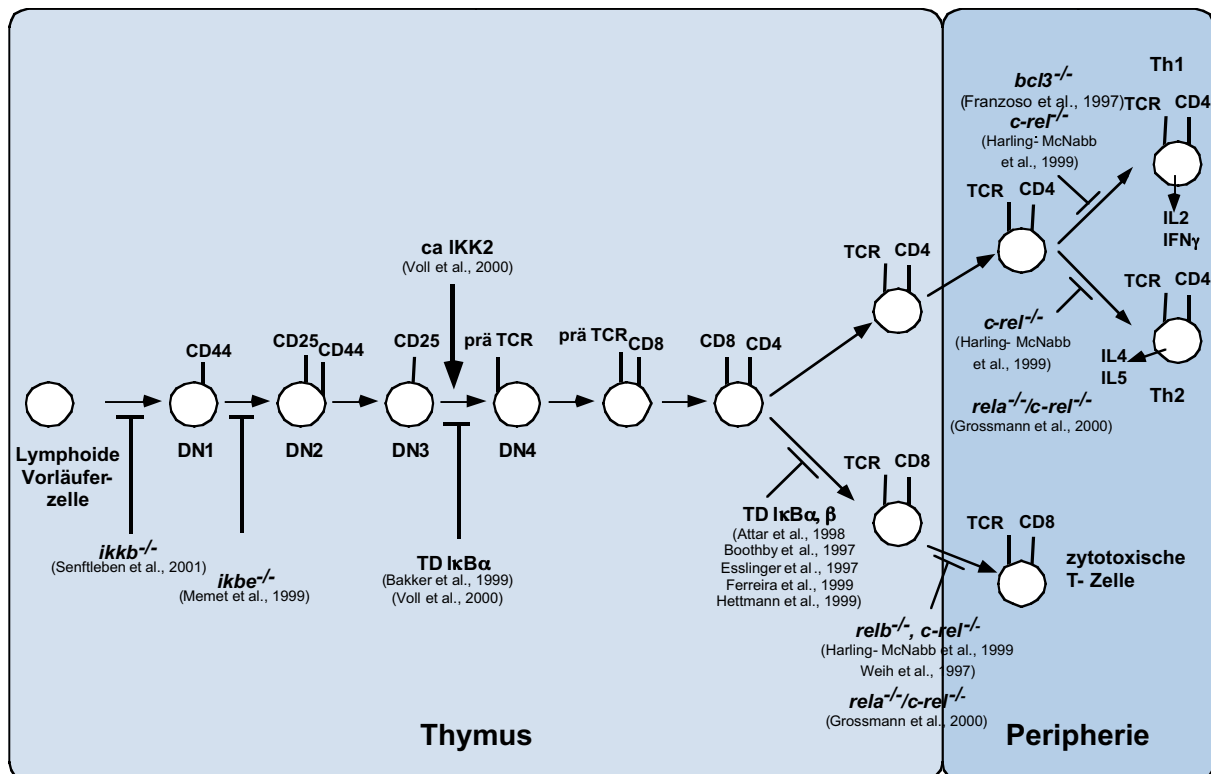 bcl3-/-
(Franzoso et al., 1997)
c-rel-/-
(Harling- McNabb
et al., 1999)
Th1
TCR CD4
IL2
IFNγ
TCR CD4
TCR CD4
c-rel-/-
(Harling- McNabb
et al., 1999)
IL4
IL5
Th2
rela-/-/c-rel-/-
(Grossmann et al., 2000)
ca IKK2
(Voll et al., 2000)
TCR CD4
CD44
CD25
CD44
CD25
prä TCR
prä TCR
CD8
CD8
CD4
Lymphoide
Vorläufer-
zelle
DN1
DN2
DN3
DN4
ikkb-/-
(Senftleben et al., 2001)
ikbe-/-
(Memet et al., 1999)
TD IκBα
(Bakker et al., 1999)
(Voll et al., 2000)
TD IκBα, β
(Attar et al., 1998
Boothby et al., 1997
Esslinger et al., 1997
Ferreira et al., 1999
Hettmann et al., 1999)
TCR CD8
TCR CD8
zytotoxische
T- Zelle
relb-/-, c-rel-/-
(Harling- McNabb et al., 1999
Weih et al., 1997)
rela-/-/c-rel-/-
(Grossmann et al., 2000)
Thymus
Peripherie